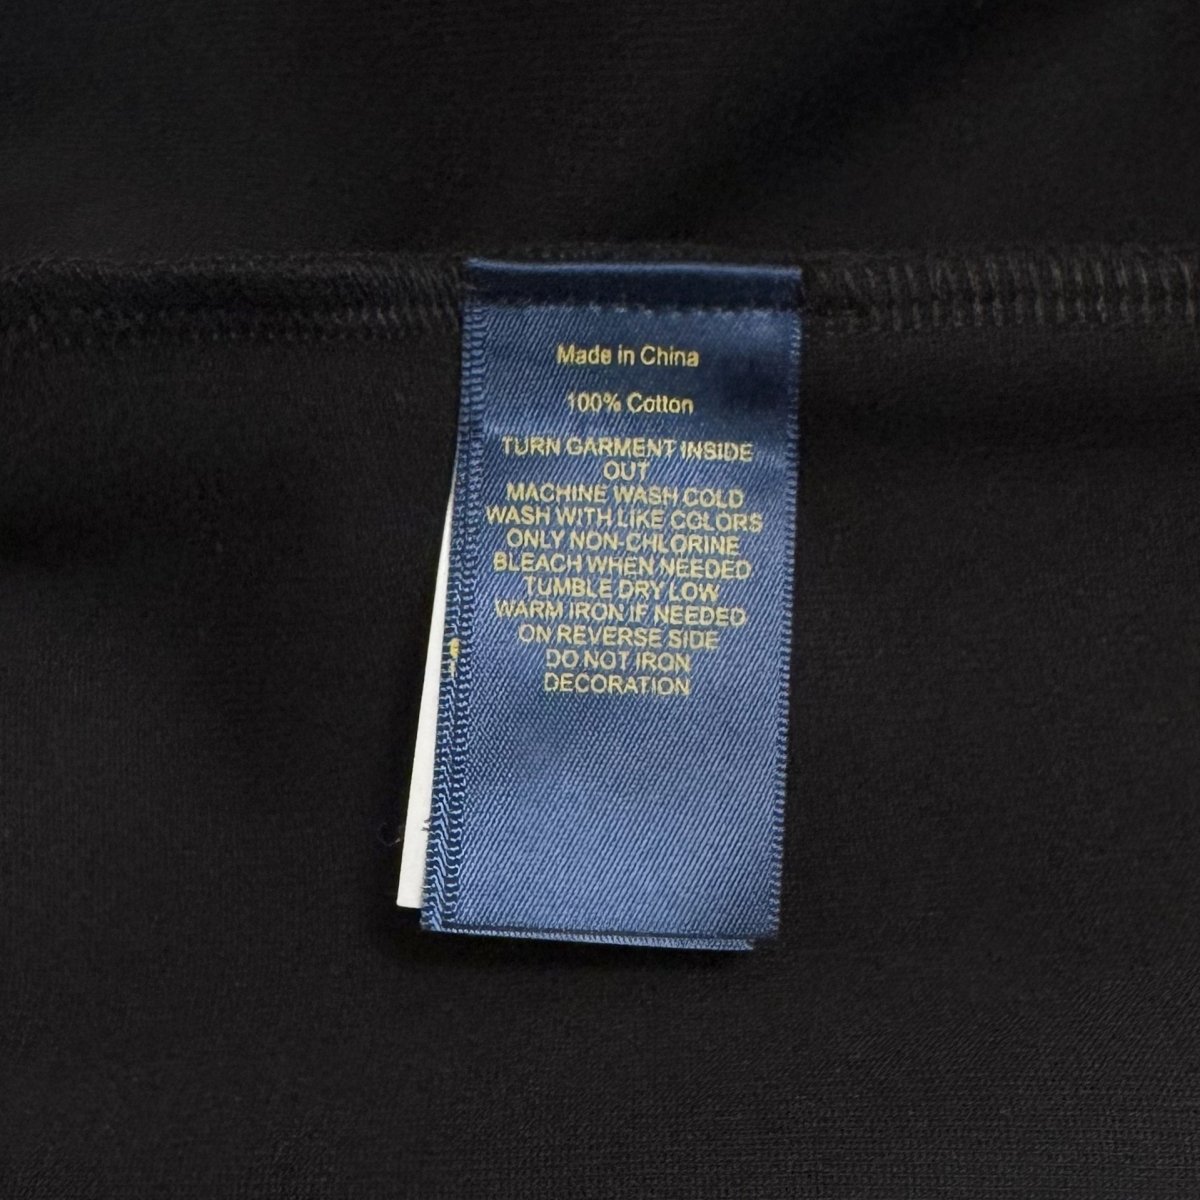 Made in China
100% Cotton
TURN GARMENT INSIDE
OUT
MACHINE WASH COLD
WASH WITH LIKE COLORS
ONLY NON-CHLORINE
BLEACH WHEN NEEDED
TUMBLE DRY LOW
WARM IRON IF NEEDED
ON REVERSE SIDE
DO NOT IRON
DECORATION